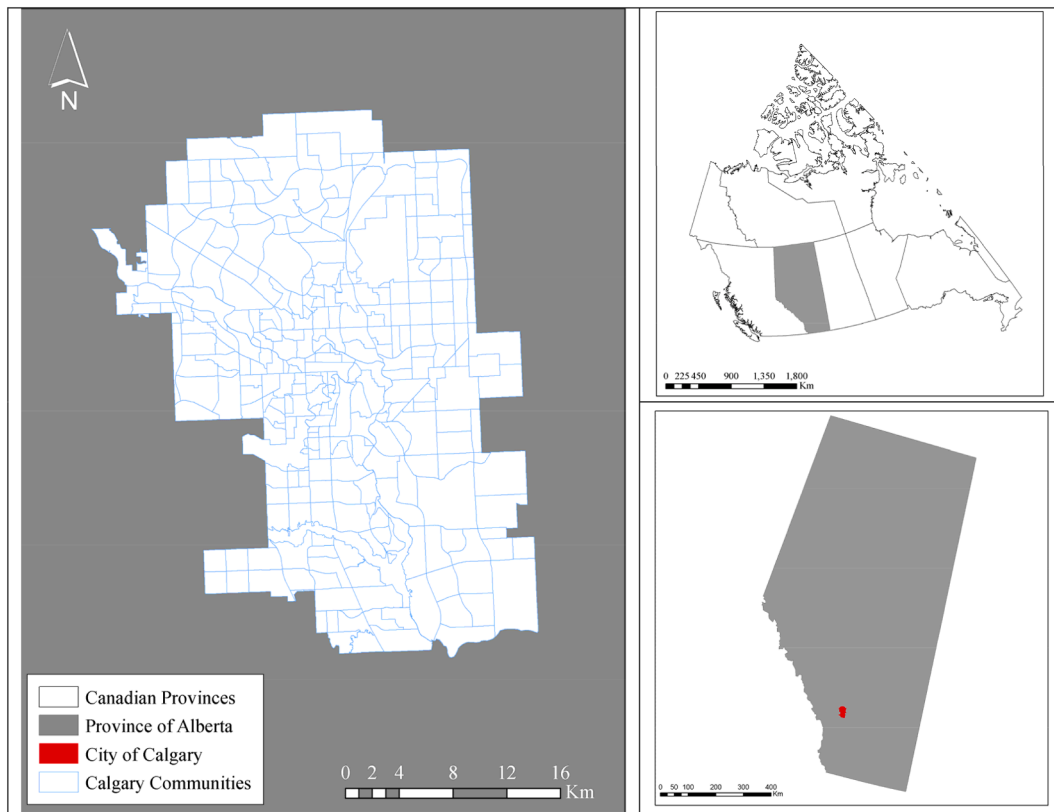 N
Canadian Provinces
Province of Alberta
City of Calgary
Calgary Communities
0 2 4 8 12 16
Km
0 225 450 900 1,350 1,800
Km
0 50 100 200 300 400
Km